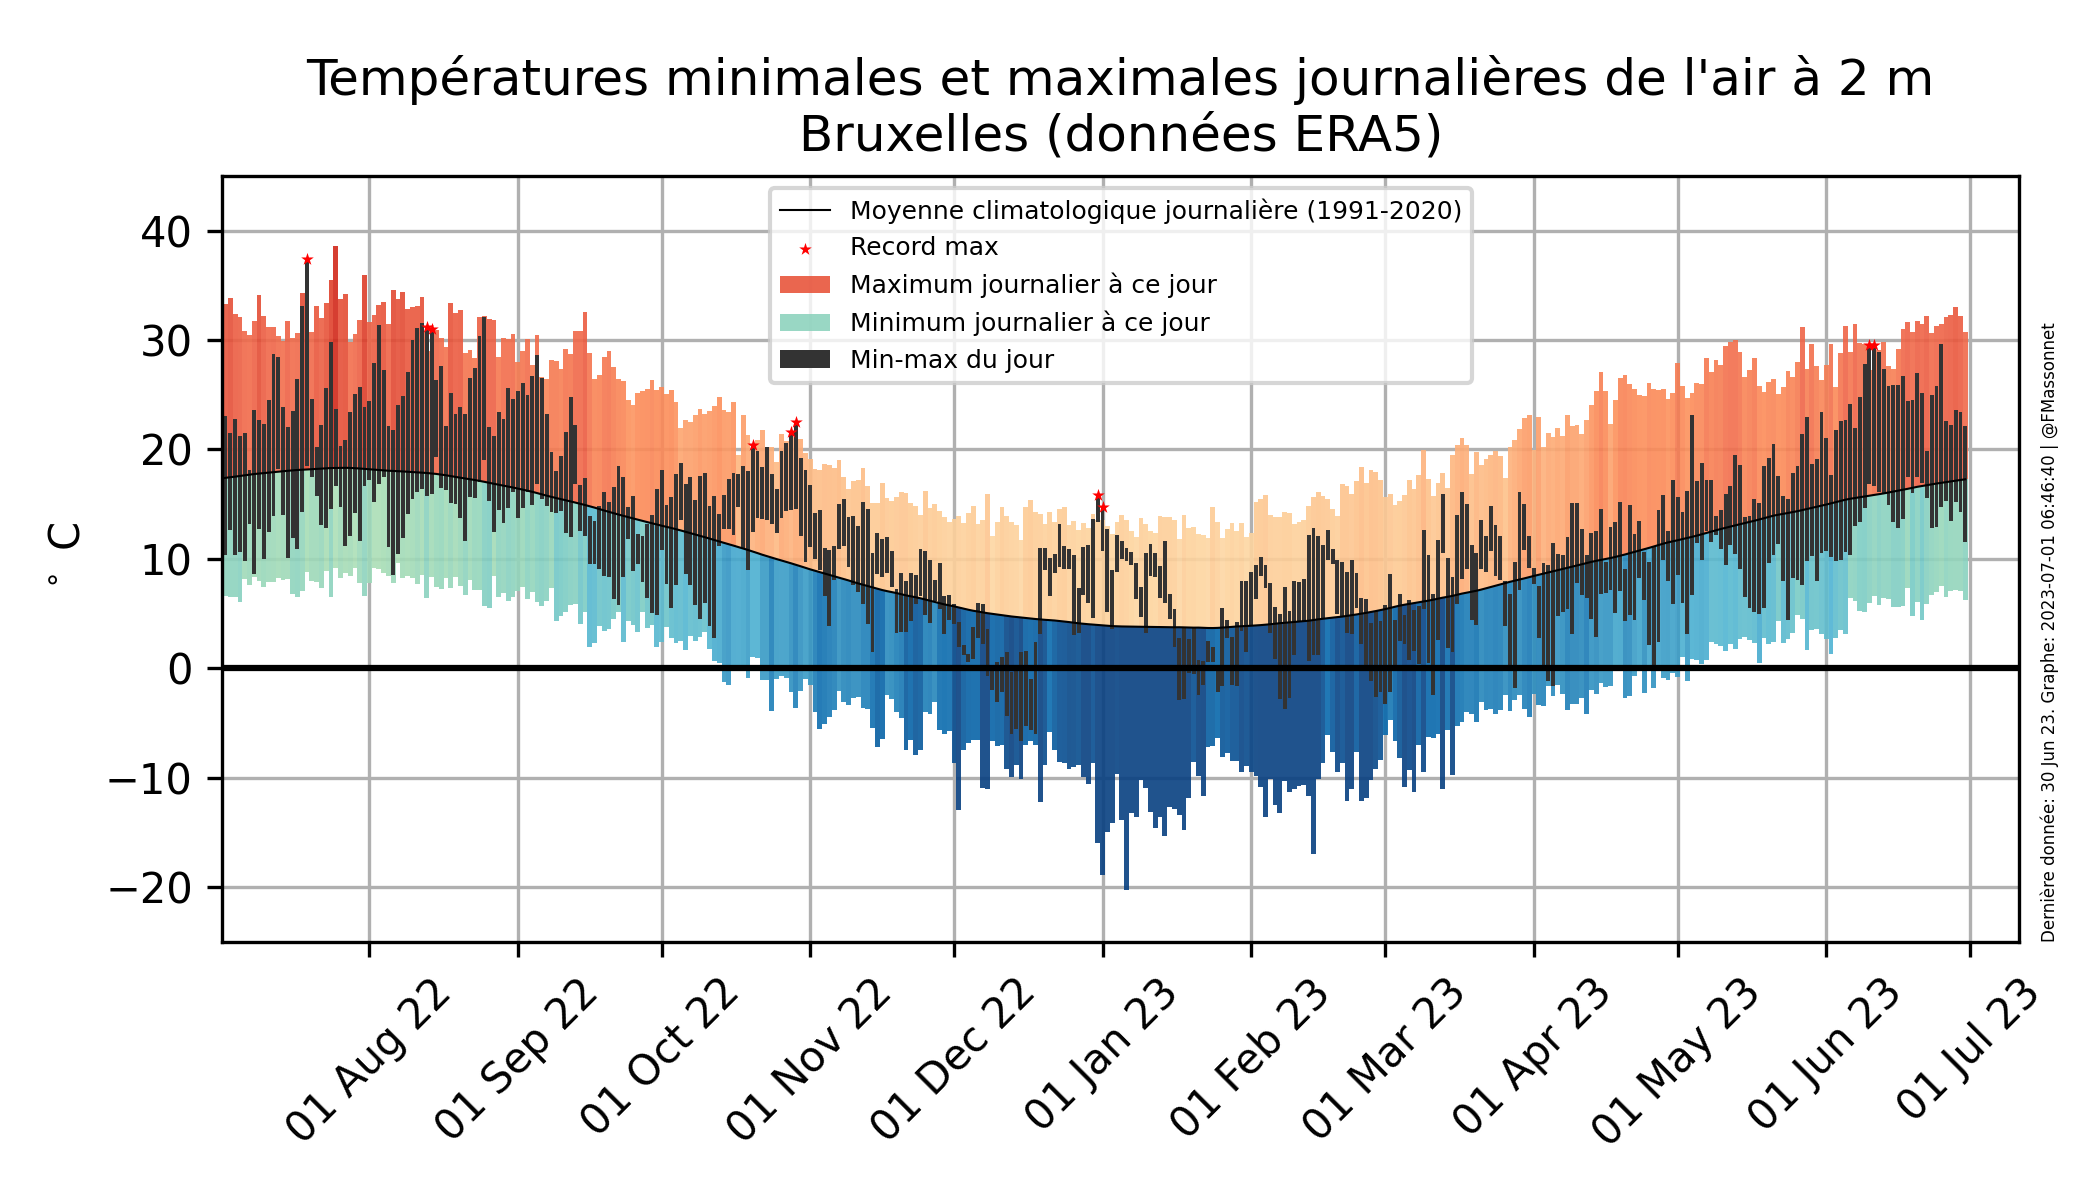 Températures minimales et maximales journalières de l'air à 2 m
Bruxelles (données ERA5)
Moyenne climatologique journalière (1991-2020)
Record max
Maximum journalier à ce jour
Minimum journalier à ce jour
Min-max du jour
° C
40
30
20
10
0
−10
−20
01 Aug 22
01 Sep 22
01 Oct 22
01 Nov 22
01 Dec 22
01 Jan 23
01 Feb 23
01 Mar 23
01 Apr 23
01 May 23
01 Jun 23
01 Jul 23
Dernière donnée: 30 Jun 23. Graphe: 2023-07-01 06:46:40 | @FMassonnet